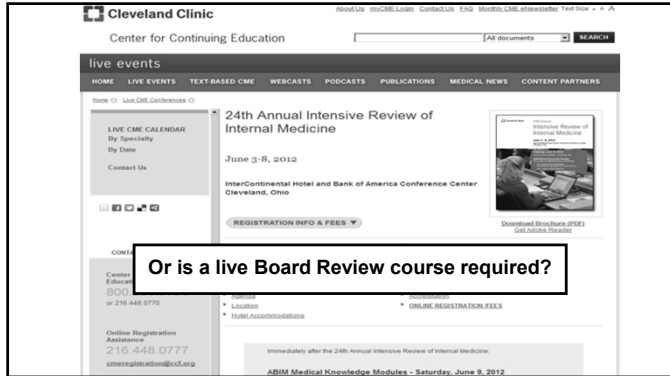 Cleveland Clinic
About Us myCME Login Contact Us FAQ Monthly CME eNewsletter Text Size: A A A
Center for Continuing Education
All documents
SEARCH
live events
HOME LIVE EVENTS TEXT-BASED CME WEBCASTS PODCASTS PUBLICATIONS MEDICAL NEWS CONTENT PARTNERS
Home Live CME Conferences
LIVE CME CALENDAR
By Specialty
By Date
Contact Us
24th Annual Intensive Review of
Internal Medicine
June 3-8, 2012
InterContinental Hotel and Bank of America Conference Center
Cleveland, Ohio
REGISTRATION INFO & FEES ▼
Intensive Review of
Internal Medicine
Download Brochure (PDF)
Get Adobe Reader
Or is a live Board Review course required?
Center
or 216.448.0770
Agenda
Location
Hotel Accommodations
Accreditation
ONLINE REGISTRATION /FEES
Online Registration
Assistance
216.448.0777
cmeregistration@ccf.org
Immediately after the 24th Annual Intensive Review of Internal Medicine:
ABIM Medical Knowledge Modules - Saturday, June 9, 2012